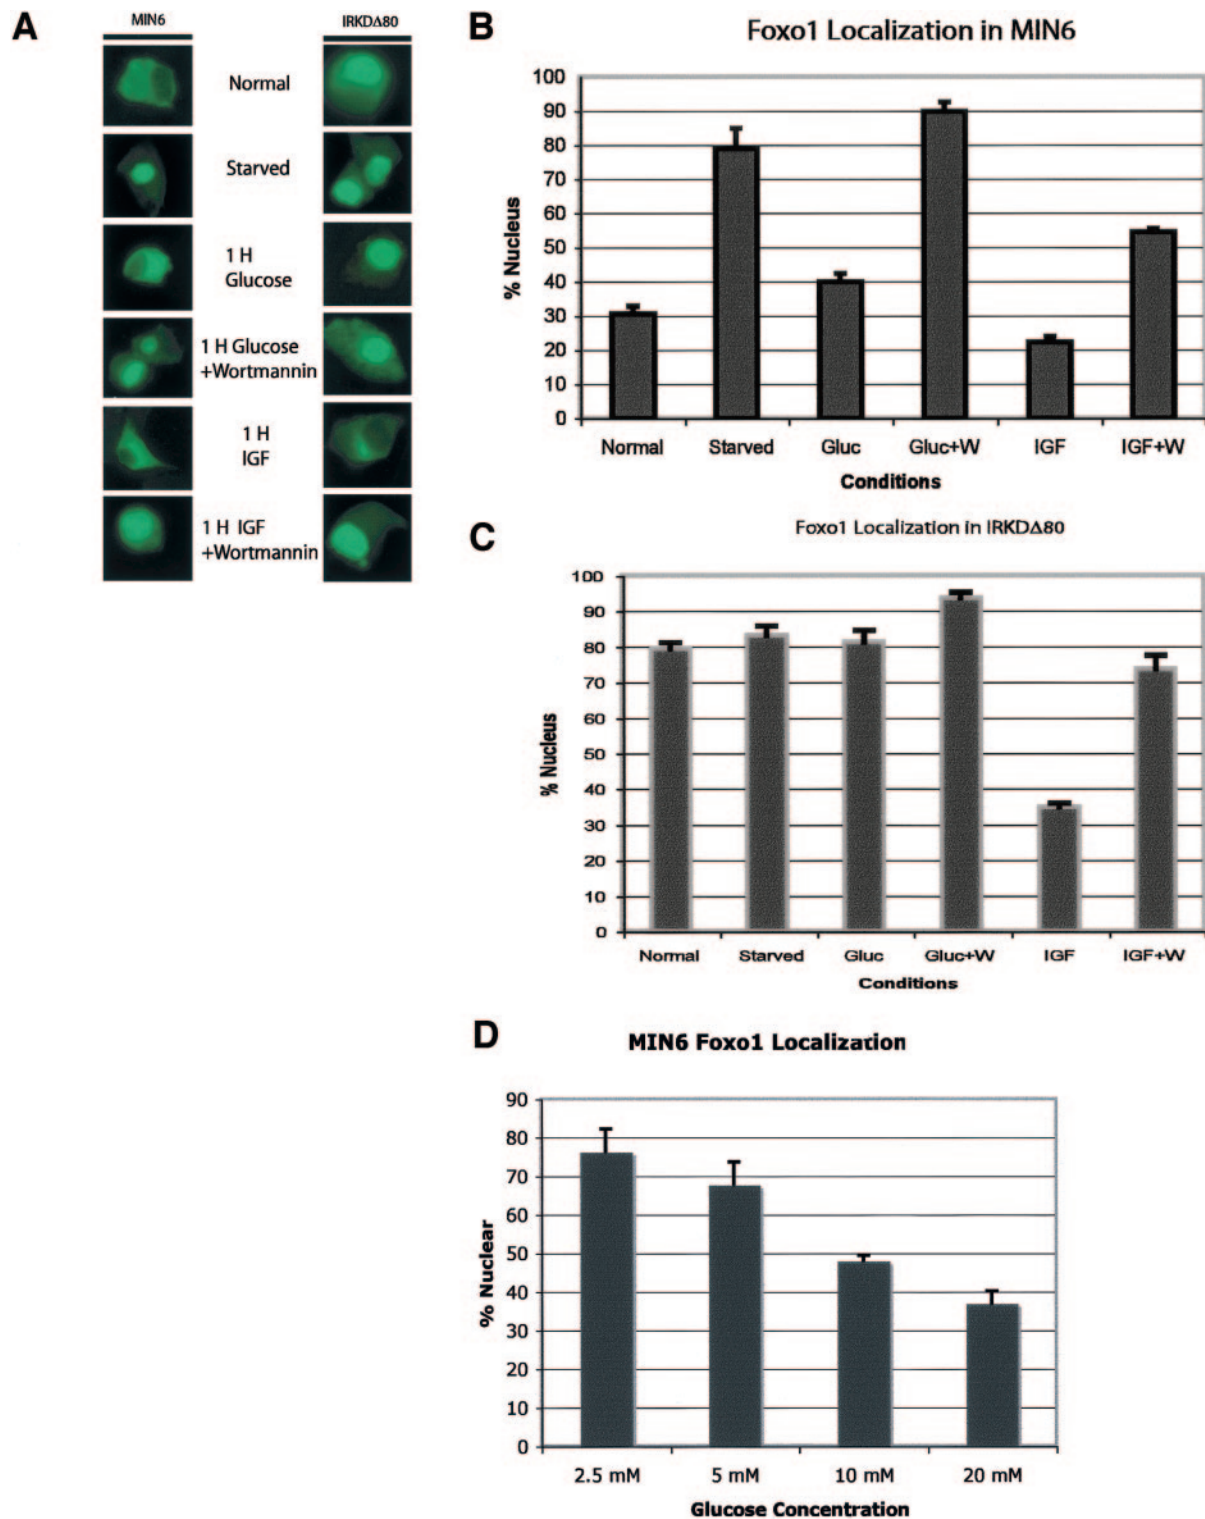 A
MIN6
IRKDΔ80
Normal
Starved
1 H
Glucose
1 H Glucose
+Wortmannin
1 H
IGF
1 H IGF
+Wortmannin
B
Foxo1 Localization in MIN6
% Nucleus
100
90
80
70
60
50
40
30
20
10
0
Normal Starved Gluc Gluc+W IGF IGF+W
Conditions
C
Foxo1 Localization in IRKDΔ80
% Nucleus
100
90
80
70
60
50
40
30
20
10
0
Normal Starved Gluc Gluc+W IGF IGF+W
Conditions
D
MIN6 Foxo1 Localization
% Nuclear
90
80
70
60
50
40
30
20
10
0
2.5 mM 5 mM 10 mM 20 mM
Glucose Concentration